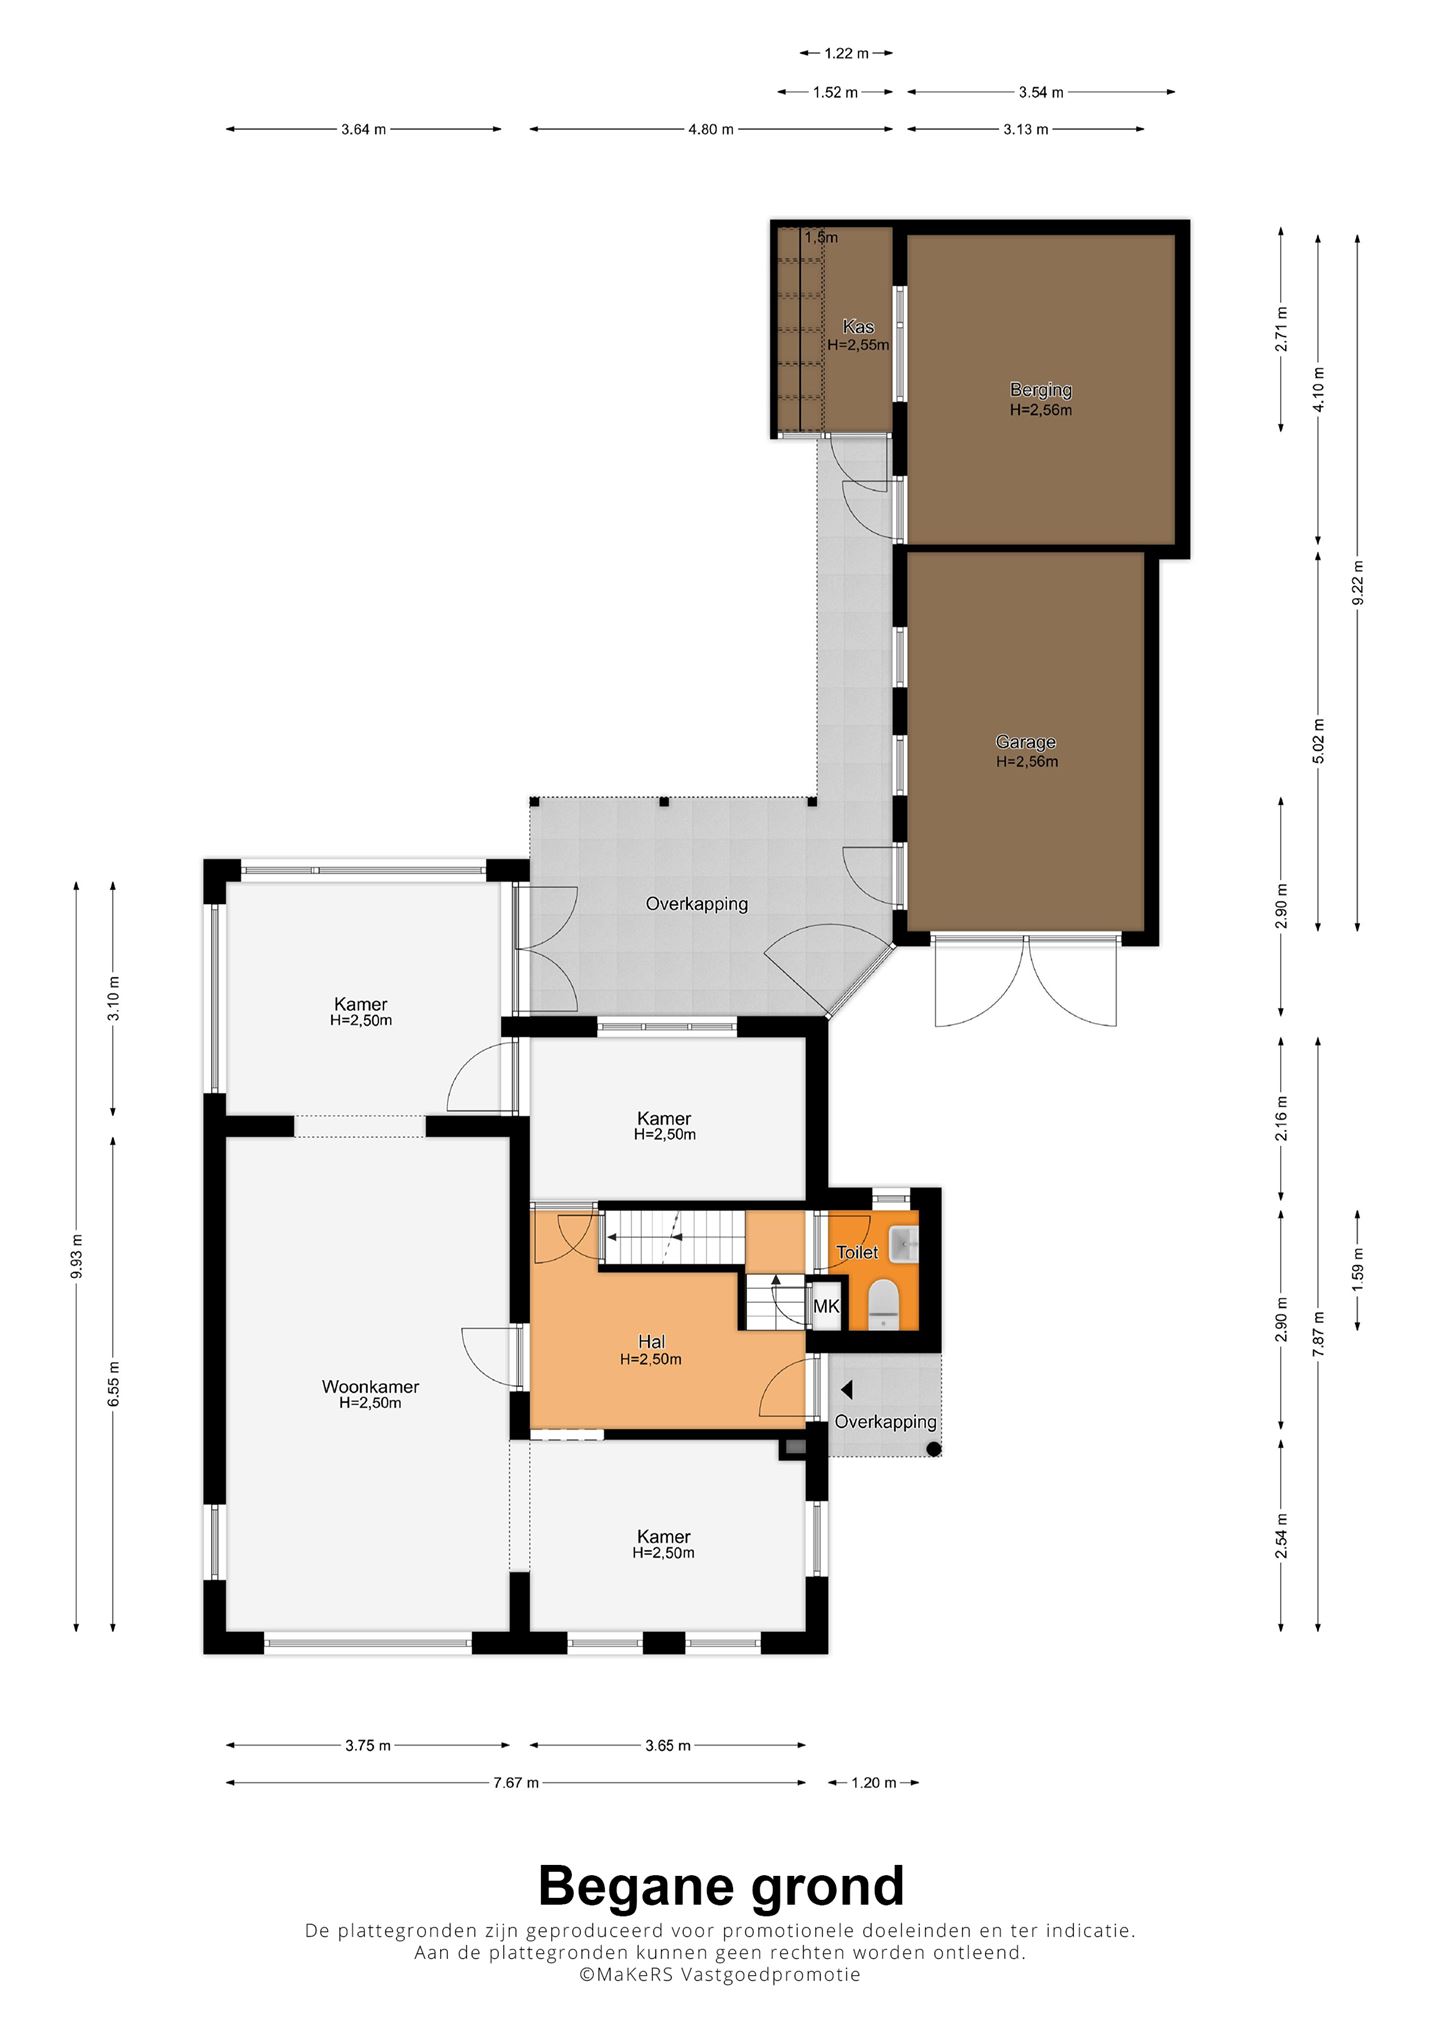 1.22 m
1.52 m
3.54 m
3.64 m
4.80 m
3.13 m
1,5m
Kas
H=2,55m
Berging
H=2,56m
2.71 m
4.10 m
9.22 m
Garage
H=2,56m
5.02 m
Overkapping
2.90 m
Kamer
H=2,50m
3.10 m
Kamer
H=2,50m
2.16 m
9.93 m
Toilet
MK
1.59 m
2.90 m
7.87 m
Hal
H=2,50m
Woonkamer
H=2,50m
6.55 m
Overkapping
Kamer
H=2,50m
2.54 m
3.75 m
3.65 m
7.67 m
1.20 m
Begane grond
De plattegronden zijn geproduceerd voor promotionele doeleinden en ter indicatie.
Aan de plattegronden kunnen geen rechten worden ontleend.
©MaKeRS Vastgoedpromotie